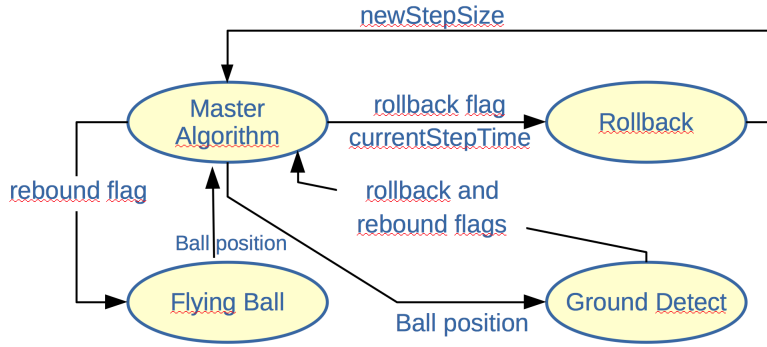 newStepSize
Master
Algorithm
rollback flag
currentStepTime
Rollback
rebound flag
rollback and
rebound flags
Ball position
Flying Ball
Ground Detect
Ball position